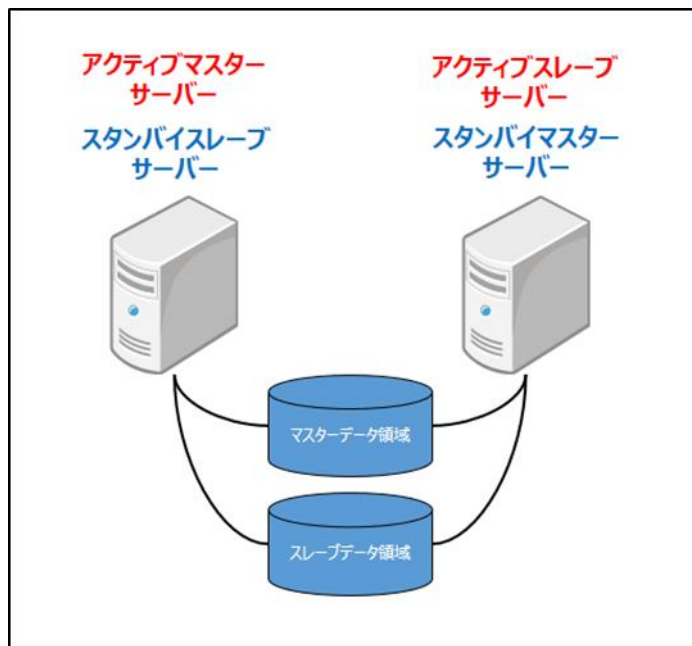 アクティブマスター
サーバー
スタンバイスレーブ
サーバー
アクティブスレーブ
サーバー
スタンバイマスター
サーバー
マスターデータ領域
スレーブデータ領域